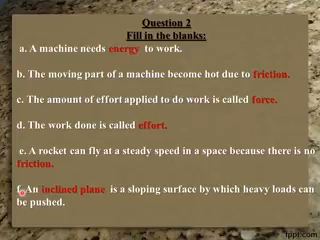 Question 2
Fill in the blanks:
a. A machine needs energy to work.
b. The moving part of a machine become hot due to friction.
c. The amount of effort applied to do work is called force.
d. The work done is called effort.
e. A rocket can fly at a steady speed in a space because there is no
friction.
f. An inclined plane is a sloping surface by which heavy loads can
be pushed.
fppt.com